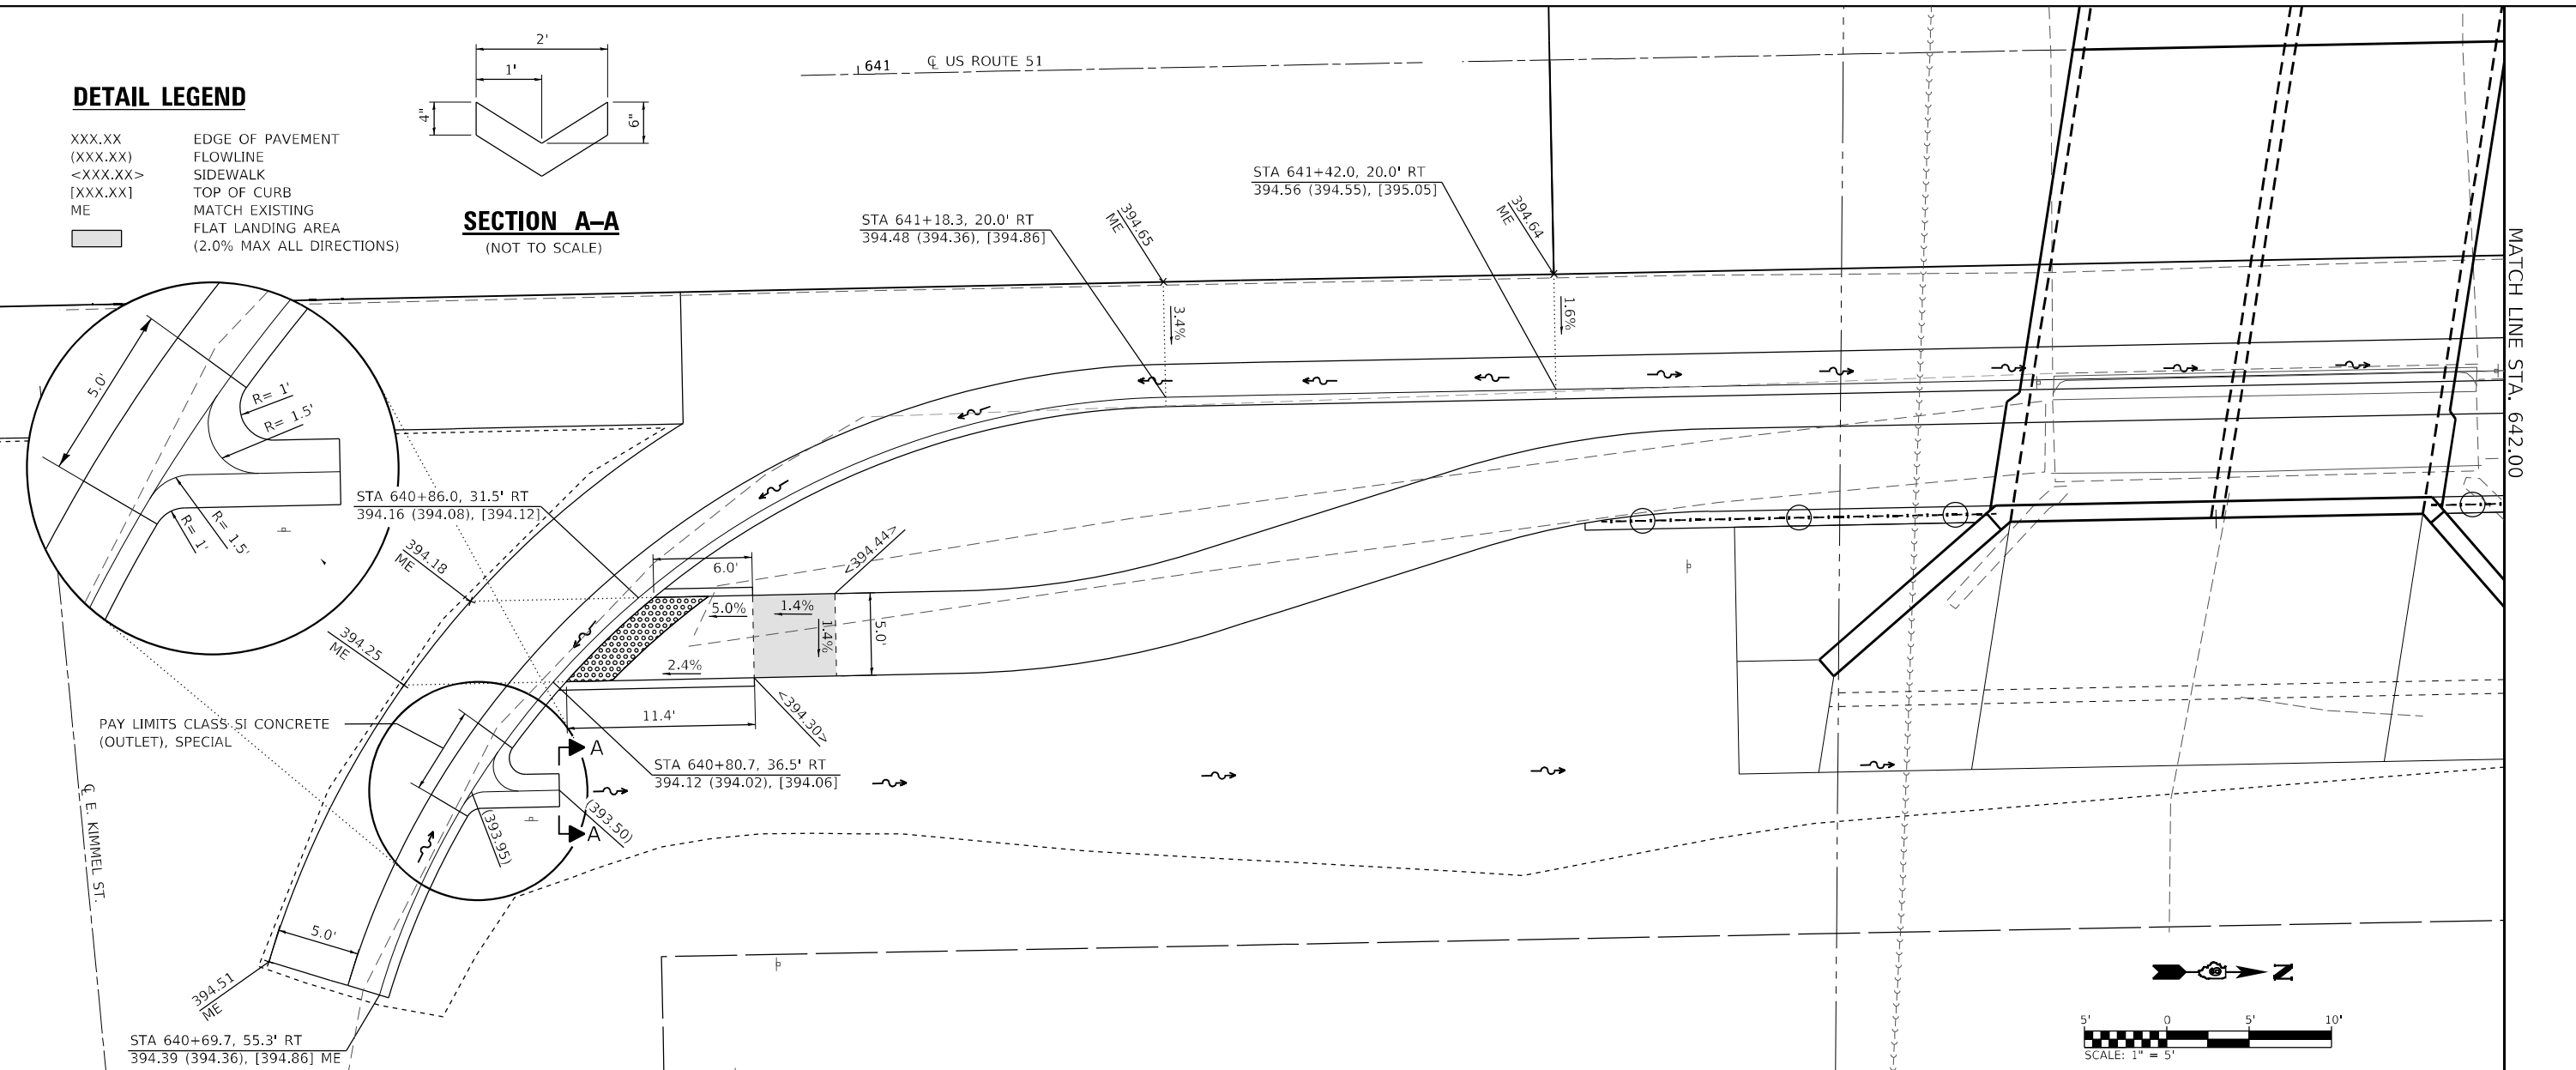 DETAIL LEGEND
XXX.XX EDGE OF PAVEMENT
(XXX.XX) FLOWLINE
<XXX.XX> SIDEWALK
[XXX.XX] TOP OF CURB
ME MATCH EXISTING
FLAT LANDING AREA
(2.0% MAX ALL DIRECTIONS)
2'
1'
4"
6"
SECTION A–A
(NOT TO SCALE)
641
℄ US ROUTE 51
STA 641+18.3, 20.0' RT
394.48 (394.36), [394.86]
394.65
ME
3.4%
STA 641+42.0, 20.0' RT
394.56 (394.55), [395.05]
394.64
ME
1.6%
MATCH LINE STA. 642.00
5.0'
R= 1'
R= 1.5'
R= 1.5'
R= 1'
STA 640+86.0, 31.5' RT
394.16 (394.08), [394.12]
394.18
ME
394.25
ME
6.0'
<394.44>
5.0%
1.4%
1.4%
5.0'
2.4%
11.4'
<394.30>
PAY LIMITS CLASS SI CONCRETE
(OUTLET), SPECIAL
A
A
STA 640+80.7, 36.5' RT
394.12 (394.02), [394.06]
(393.95)
(393.50)
℄ E. KIMMEL ST.
5.0'
394.51
ME
STA 640+69.7, 55.3' RT
394.39 (394.36), [394.86] ME
N
5' 0 5' 10'
SCALE: 1" = 5'